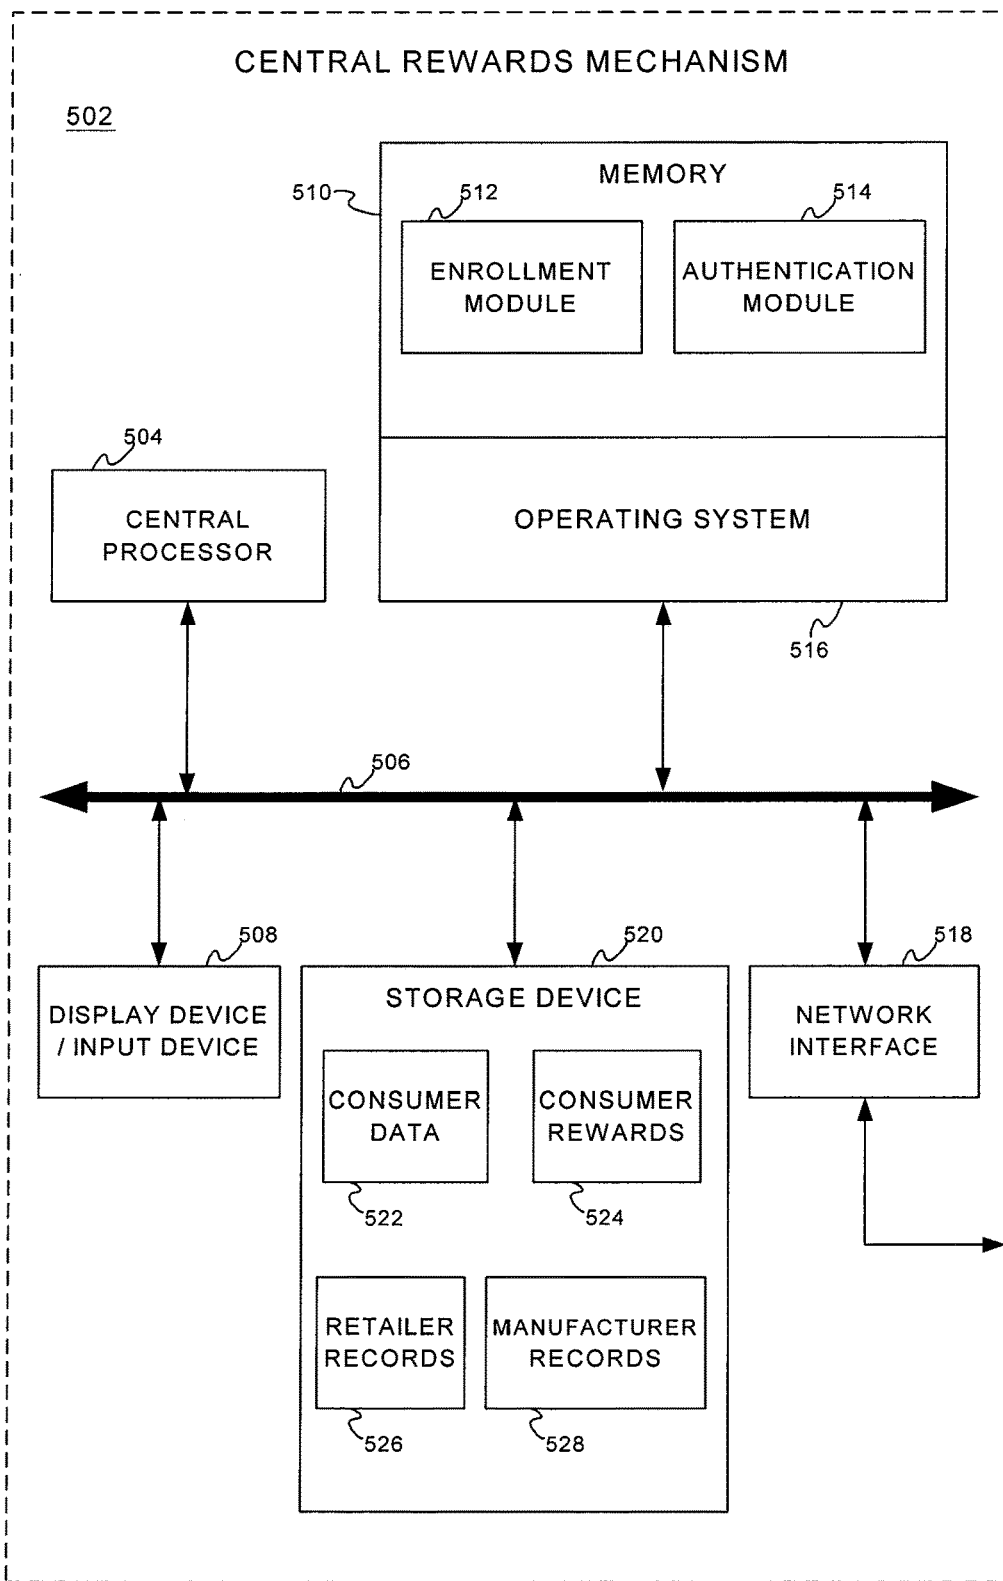 CENTRAL REWARDS MECHANISM
502
MEMORY
510
512
514
ENROLLMENT
MODULE
AUTHENTICATION
MODULE
504
CENTRAL
PROCESSOR
OPERATING SYSTEM
516
506
508
520
518
DISPLAY DEVICE
/ INPUT DEVICE
STORAGE DEVICE
NETWORK
INTERFACE
CONSUMER
DATA
CONSUMER
REWARDS
522
524
RETAILER
RECORDS
MANUFACTURER
RECORDS
526
528